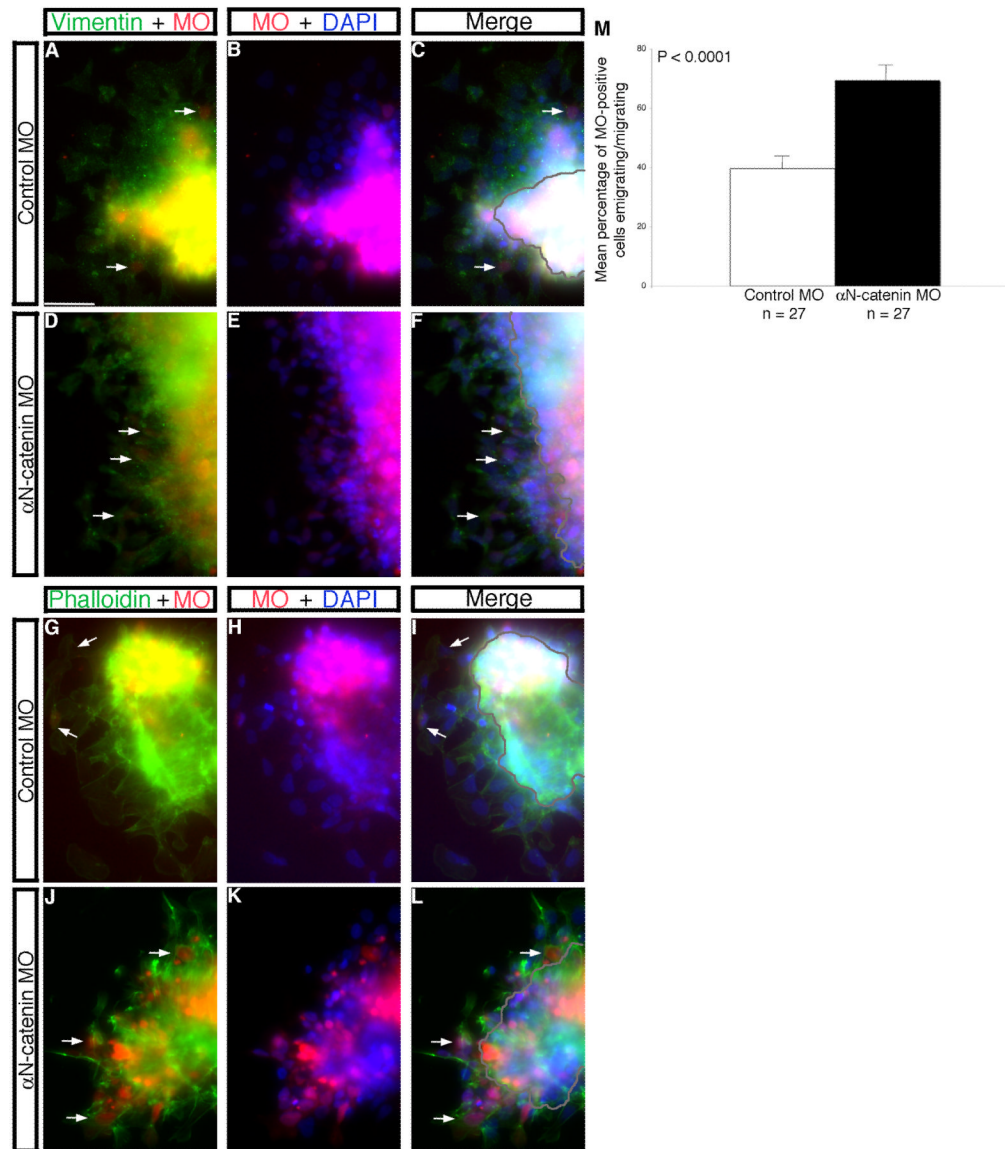 Vimentin + MO
MO + DAPI
Merge
M
Control MO
A
B
C
αN-catenin MO
D
E
F
Phalloidin + MO
MO + DAPI
Merge
Control MO
G
H
I
αN-catenin MO
J
K
L
Mean percentage of MO-positive
cells emigrating/migrating
P < 0.0001
80
60
40
20
0
Control MO
n = 27
αN-catenin MO
n = 27